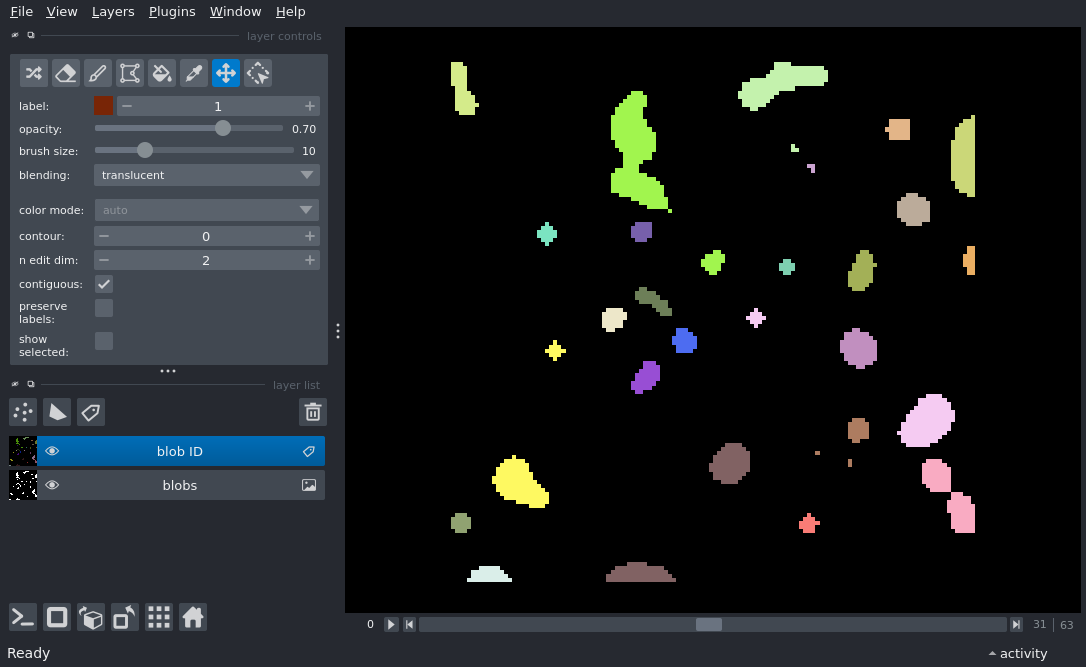 File View Layers Plugins Window Help
layer controls
label: 1
opacity: 0.70
brush size: 10
blending: translucent
color mode: auto
contour: 0
n edit dim: 2
contiguous:
preserve
labels:
show
selected:
layer list
blob ID
blobs
0 31 | 63
Ready activity